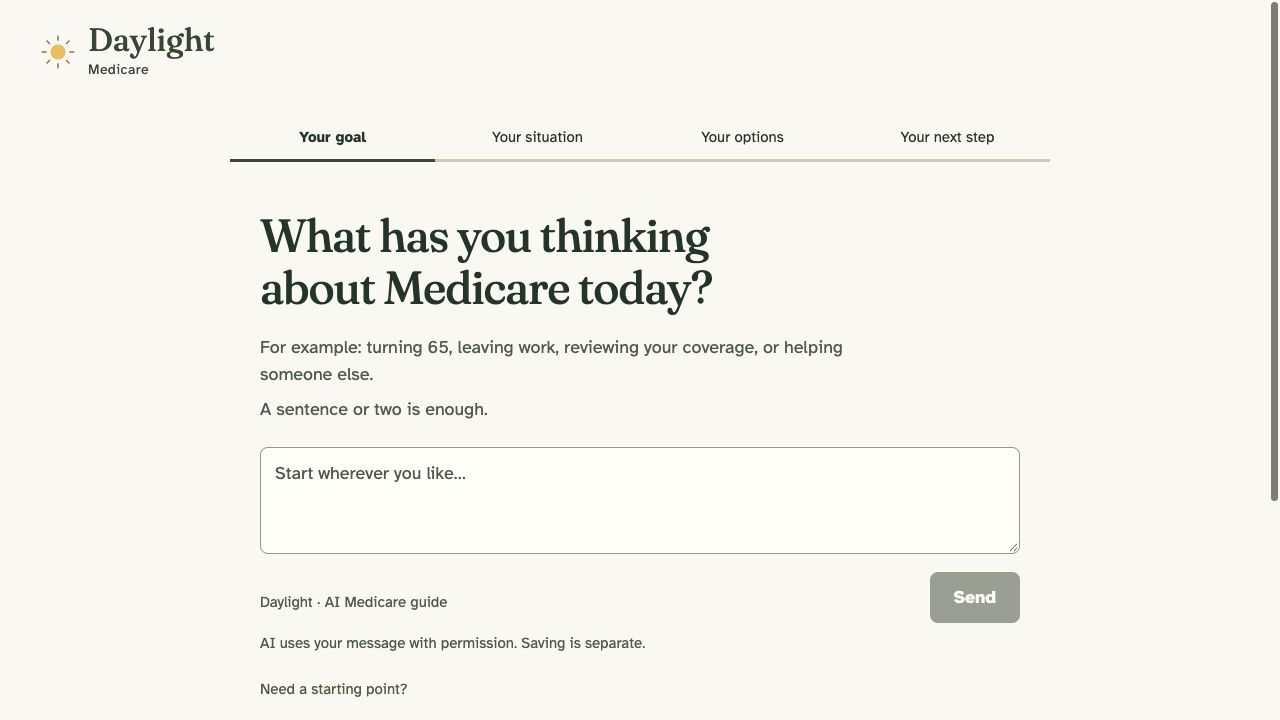 Daylight
Medicare
Your goal
Your situation
Your options
Your next step
What has you thinking
about Medicare today?
For example: turning 65, leaving work, reviewing your coverage, or helping
someone else.
A sentence or two is enough.
Start wherever you like...
Send
Daylight · AI Medicare guide
AI uses your message with permission. Saving is separate.
Need a starting point?